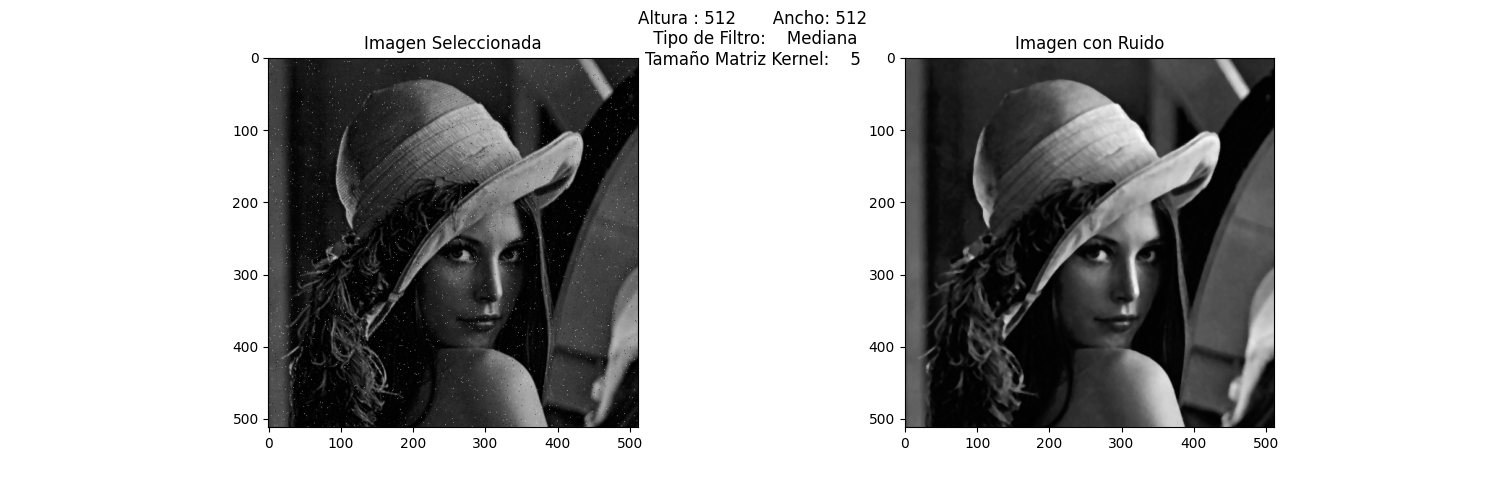 Altura : 512 Ancho: 512
Tipo de Filtro: Mediana
Tamaño Matriz Kernel: 5
Imagen Seleccionada
0
100
200
300
400
500
0 100 200 300 400 500
Imagen con Ruido
0
100
200
300
400
500
0 100 200 300 400 500